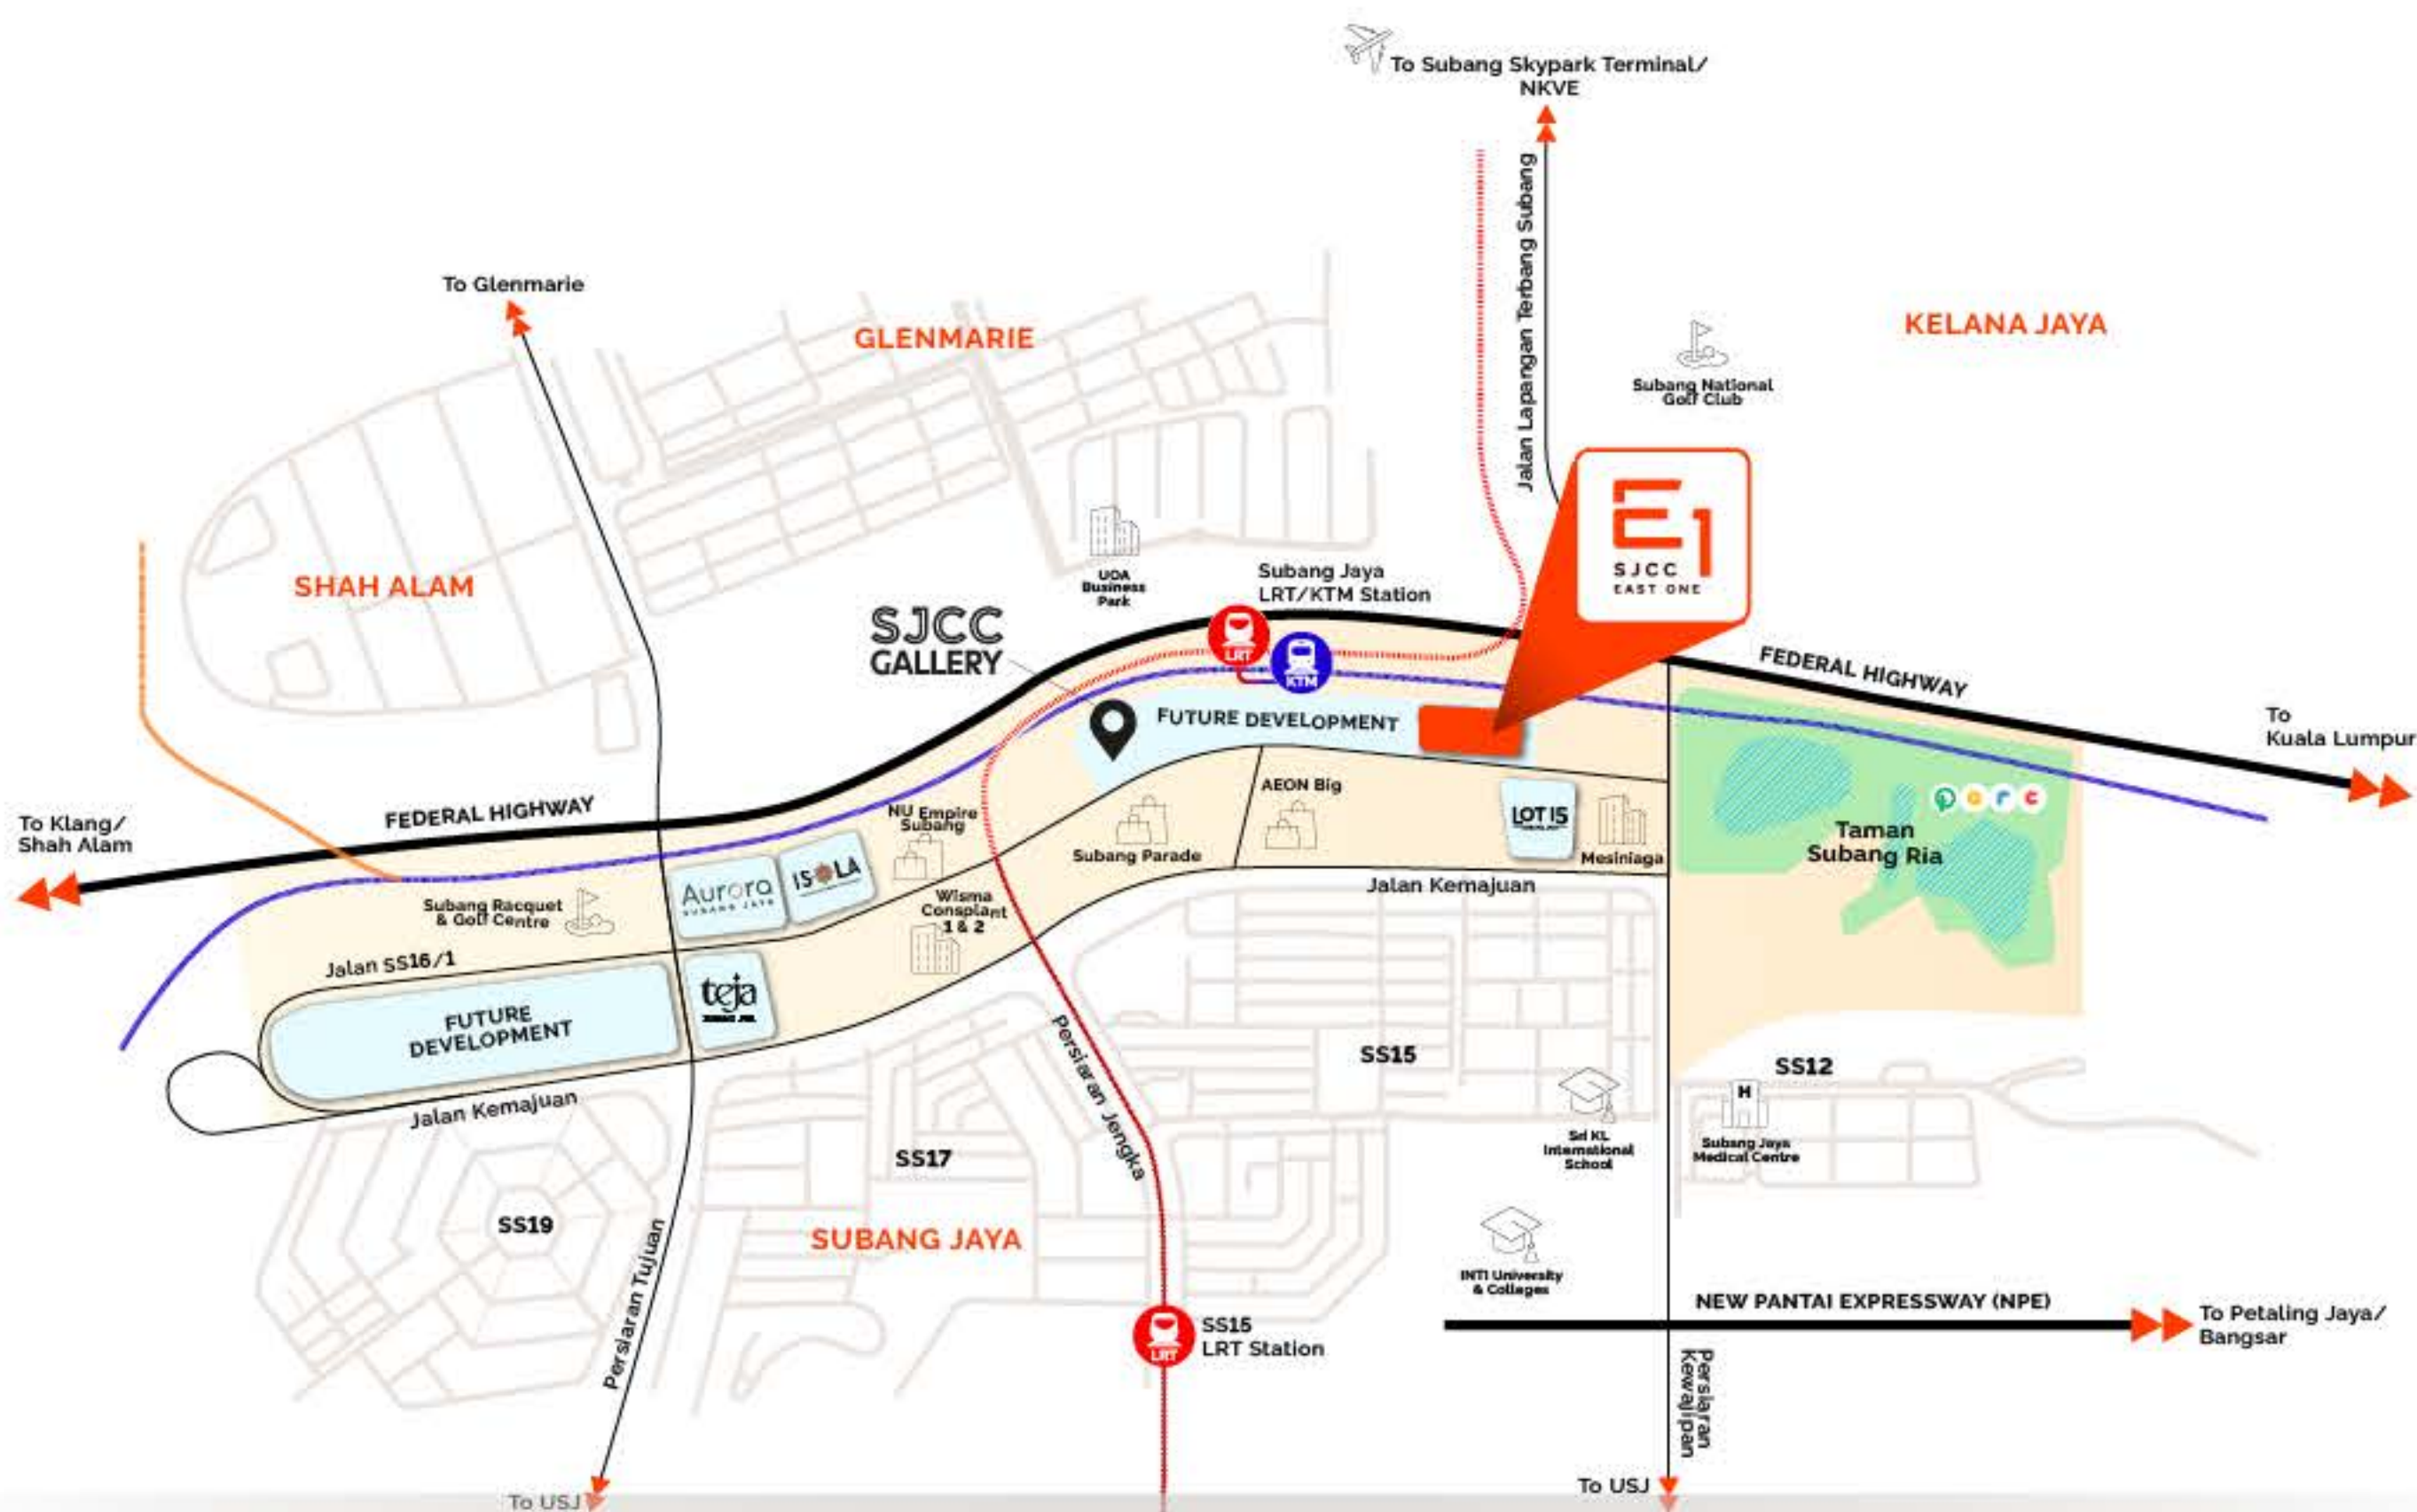 To Subang Skypark Terminal/
NKVE
Jalan Lapangan Terbang Subang
To Glenmarie
GLENMARIE
KELANA JAYA
Subang National
Golf Club
E1
SJCC
EAST ONE
SHAH ALAM
UOA
Business
Park
Subang Jaya
LRT/KTM Station
SJCC
GALLERY
LRT
KTM
FEDERAL HIGHWAY
To
Kuala Lumpur
FUTURE DEVELOPMENT
To Klang/
Shah Alam
FEDERAL HIGHWAY
NU Empire
Subang
AEON Big
LOT 15
Parc
Taman
Subang Ria
Subang Parade
Mesiniaga
Aurora
SUBANG JAYA
ISOLA
Jalan Kemajuan
Subang Racquet
& Golf Centre
Wisma
Consplant
1 & 2
Jalan SS16/1
teja
FUTURE
DEVELOPMENT
Jalan Kemajuan
Persiaran Jengka
SS15
SS12
H
Subang Jaya
Medical Centre
Sri KL
International
School
SS17
SS19
SUBANG JAYA
Persiaran Tujuan
INTI University
& Colleges
NEW PANTAI EXPRESSWAY (NPE)
To Petaling Jaya/
Bangsar
SS15
LRT Station
LRT
Persiaran
Kewajipan
To USJ
To USJ